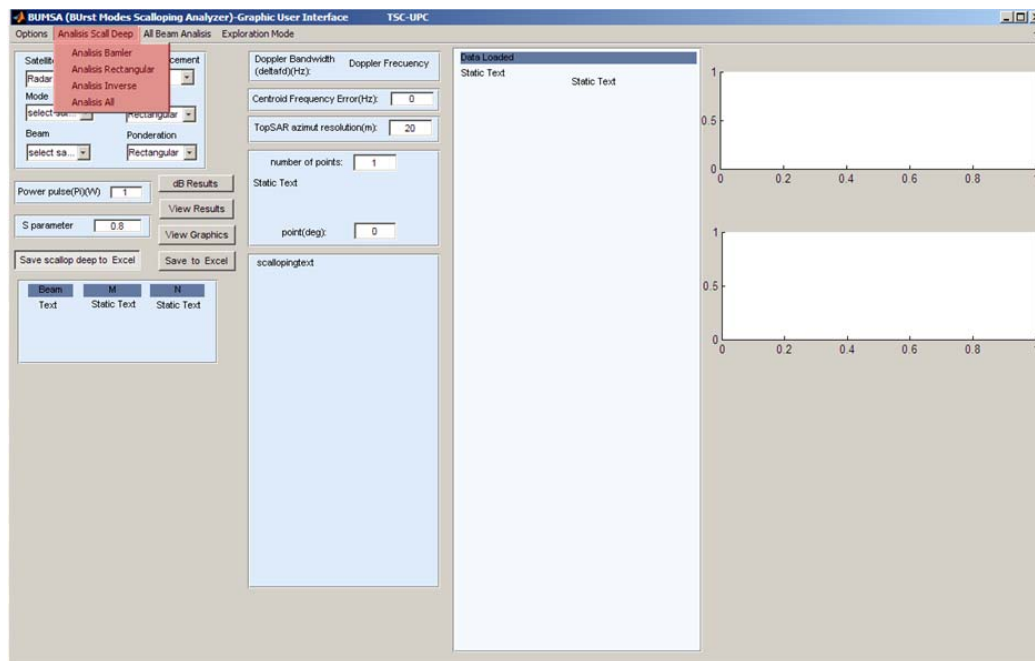 BUMSA (BUrst Modes Scalloping Analyzer)-Graphic User Interface TSC-UPC
Options Analisis Scall Deep All Beam Analisis Exploration Mode
Analisis Bamler
Analisis Rectangular
Analisis Inverse
Analisis All
Radar
Mode
Rectangular
Beam Ponderation
select sa... Rectangular
Power pulse(Pi)(W) 1
S parameter 0.8
dB Results
View Results
View Graphics
Save scallop deep to Excel Save to Excel
Beam M N
Text Static Text Static Text
Doppler Bandwidth (deltafd)(Hz): Doppler Frecuency
Centroid Frequency Error(Hz): 0
TopSAR azimut resolution(m): 20
number of points: 1
Static Text
point(deg): 0
scallopingtext
Data Loaded
Static Text
Static Text
1
0.5
0
0 0.2 0.4 0.6 0.8
1
0.5
0
0 0.2 0.4 0.6 0.8